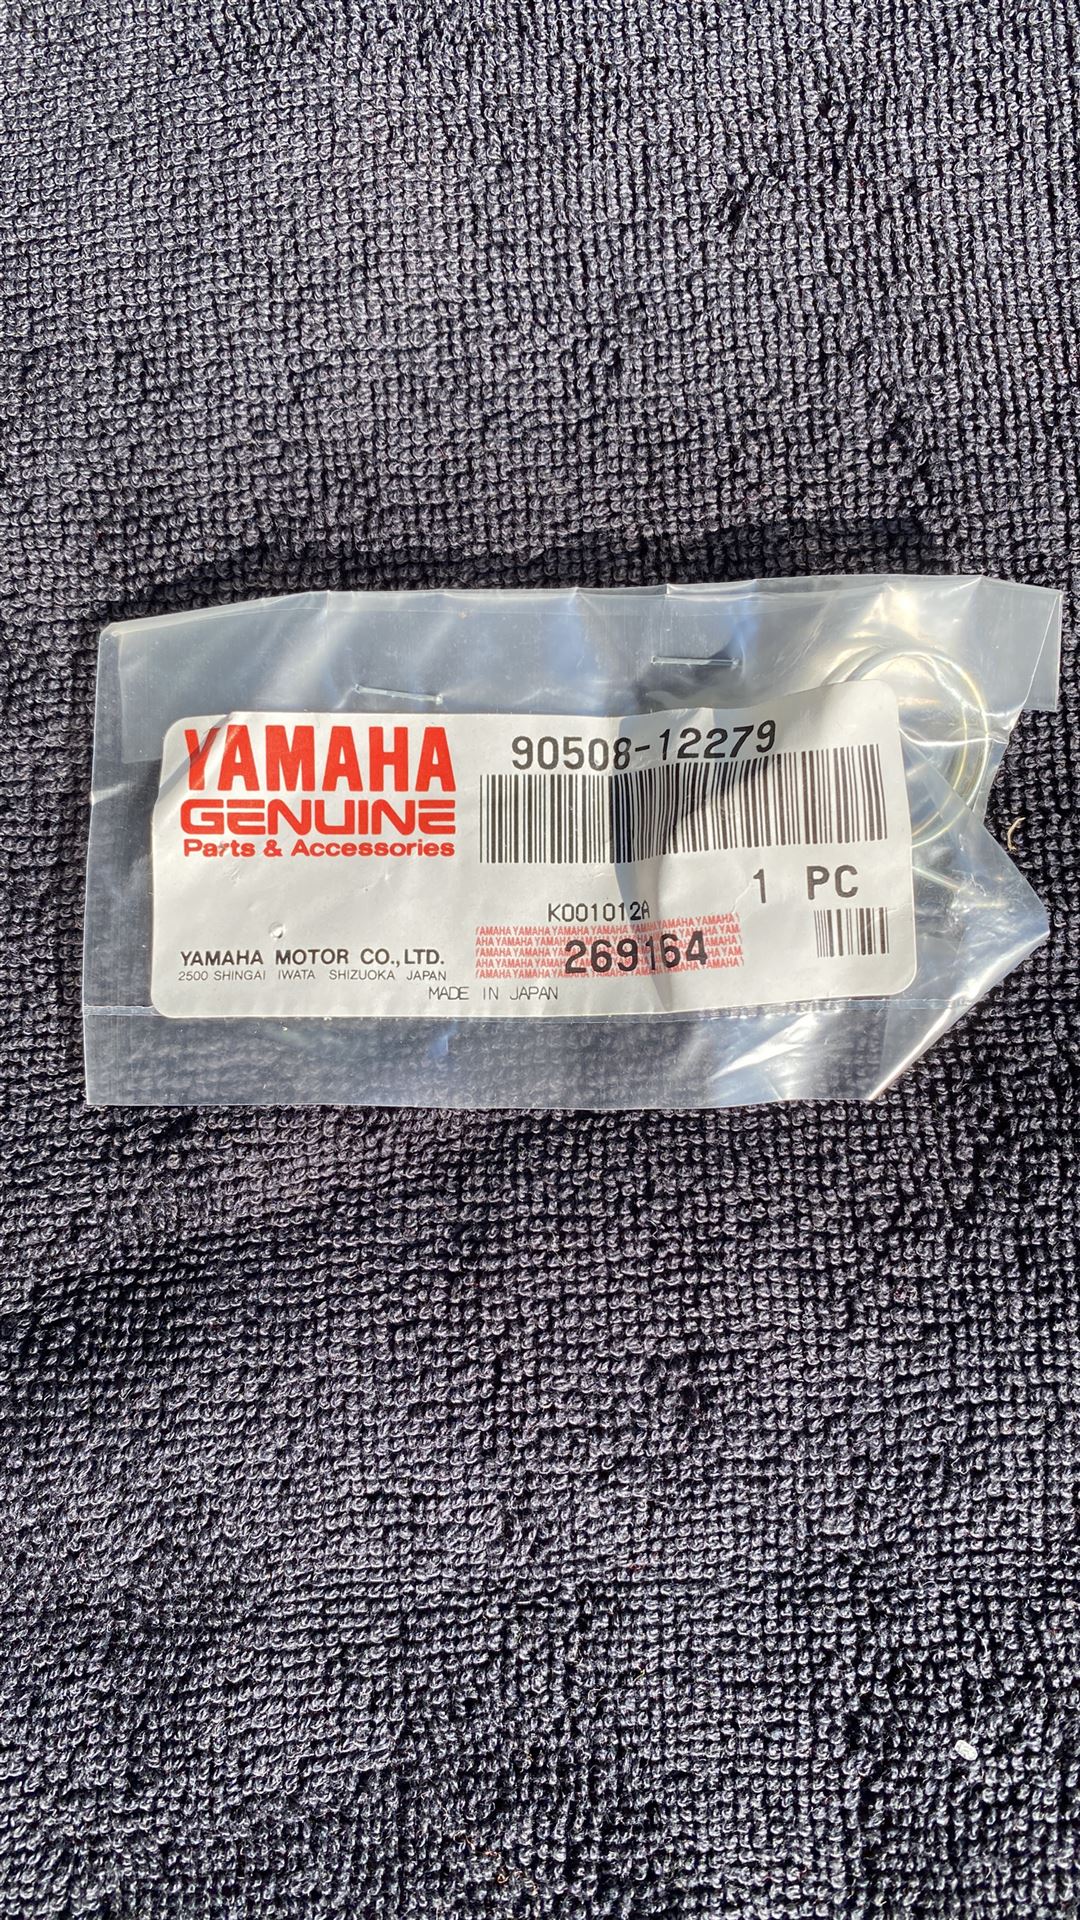 YAMAHA
GENUINE
Parts & Accessories
90508-12279
1 PC
K001012A
269164
YAMAHA MOTOR CO.,LTD.
2500 SHINGAI IWATA SHIZUOKA JAPAN
MADE IN JAPAN